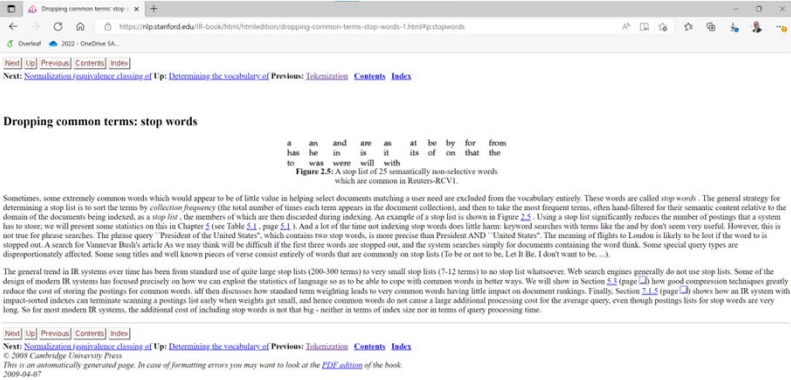 Dropping common terms: stop
https://nlp.stanford.edu/IR-book/html/htmledition/dropping-common-terms-stop-words-1.html#p:stopwords
Overleaf 2022 - OneDrive SA...
Next Up Previous Contents Index
Next: Normalization (equivalence classing of Up: Determining the vocabulary of Previous: Tokenization Contents Index
Dropping common terms: stop words
a an and are as at be by for from
has he in is it its of on that the
to was were will with
Figure 2.5: A stop list of 25 semantically non-selective words
which are common in Reuters-RCV1.
Sometimes, some extremely common words which would appear to be of little value in helping select documents matching a user need are excluded from the vocabulary entirely. These words are called stop words . The general strategy for
determining a stop list is to sort the terms by collection frequency (the total number of times each term appears in the document collection), and then to take the most frequent terms, often hand-filtered for their semantic content relative to the
domain of the documents being indexed, as a stop list , the members of which are then discarded during indexing. An example of a stop list is shown in Figure 2.5 . Using a stop list significantly reduces the number of postings that a system
has to store; we will present some statistics on this in Chapter 5 (see Table 5.1 , page 5.1 ). And a lot of the time not indexing stop words does little harm: keyword searches with terms like the and by don't seem very useful. However, this is
not true for phrase searches. The phrase query ``President of the United States'', which contains two stop words, is more precise than President AND ``United States''. The meaning of flights to London is likely to be lost if the word to is
stopped out. A search for Vannevar Bush's article As we may think will be difficult if the first three words are stopped out, and the system searches simply for documents containing the word think. Some special query types are
disproportionately affected. Some song titles and well known pieces of verse consist entirely of words that are commonly on stop lists (To be or not to be, Let It Be, I don't want to be, ...).
The general trend in IR systems over time has been from standard use of quite large stop lists (200-300 terms) to very small stop lists (7-12 terms) to no stop list whatsoever. Web search engines generally do not use stop lists. Some of the
design of modern IR systems has focused precisely on how we can exploit the statistics of language so as to be able to cope with common words in better ways. We will show in Section 5.3 (page ) how good compression techniques greatly
reduce the cost of storing the postings for common words. idf then discusses how standard term weighting leads to very common words having little impact on document rankings. Finally, Section 7.1.5 (page ) shows how an IR system with
impact-sorted indexes can terminate scanning a postings list early when weights get small, and hence common words do not cause a large additional processing cost for the average query, even though postings lists for stop words are very
long. So for most modern IR systems, the additional cost of including stop words is not that big - neither in terms of index size nor in terms of query processing time.
Next Up Previous Contents Index
Next: Normalization (equivalence classing of Up: Determining the vocabulary of Previous: Tokenization Contents Index
© 2008 Cambridge University Press
This is an automatically generated page. In case of formatting errors you may want to look at the PDF edition of the book.
2009-04-07